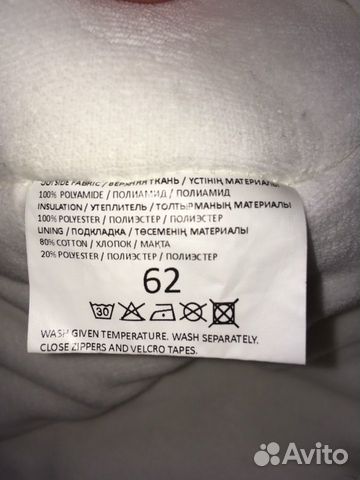 OUTSIDE FABRIC / ВЕРХНЯЯ ТКАНЬ / ҮСТІНІҢ МАТЕРИАЛЫ
100% POLYAMIDE / ПОЛИАМИД / ПОЛИАМИД
INSULATION / УТЕПЛИТЕЛЬ / ТОЛТЫРМАНЫҢ МАТЕРИАЛЫ
100% POLYESTER / ПОЛИЭСТЕР / ПОЛИЭСТЕР
LINING / ПОДКЛАДКА / ТӨСЕМЕНІҢ МАТЕРИАЛЫ
80% COTTON / ХЛОПОК / МАҚТА
20% POLYESTER / ПОЛИЭСТЕР / ПОЛИЭСТЕР
62
30
WASH GIVEN TEMPERATURE. WASH SEPARATELY.
CLOSE ZIPPERS AND VELCRO TAPES.
Avito